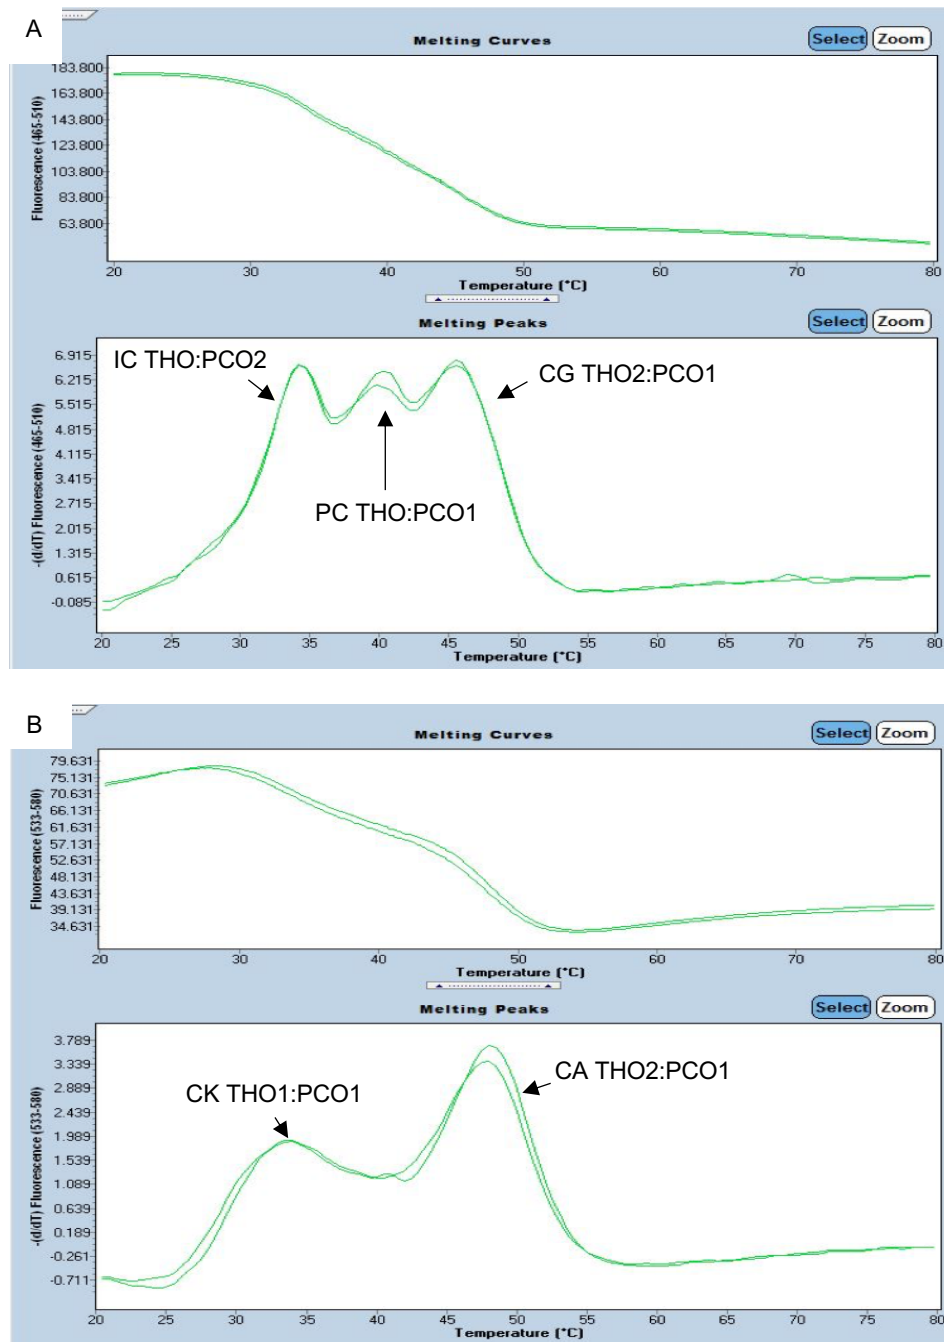 A
Melting Curves
Select Zoom
Fluorescence (465-510)
183.800
163.800
143.800
123.800
103.800
83.800
63.800
20 30 40 50 60 70 80
Temperature (°C)
Melting Peaks
Select Zoom
-(d/dT) Fluorescence (465-510)
6.915
6.215
5.515
4.815
4.115
3.415
2.715
2.015
1.315
0.615
-0.085
IC THO:PCO2
CG THO2:PCO1
PC THO:PCO1
20 25 30 35 40 45 50 55 60 65 70 75 80
Temperature (°C)
B
Melting Curves
Select Zoom
Fluorescence (533-580)
79.631
75.131
70.631
66.131
61.631
57.131
52.631
48.131
43.631
39.131
34.631
20 30 40 50 60 70 80
Temperature (°C)
Melting Peaks
Select Zoom
-(d/dT) Fluorescence (533-580)
3.789
3.339
2.889
2.439
1.989
1.539
1.089
0.639
0.189
-0.261
-0.711
CK THO1:PCO1
CA THO2:PCO1
20 25 30 35 40 45 50 55 60 65 70 75 80
Temperature (°C)